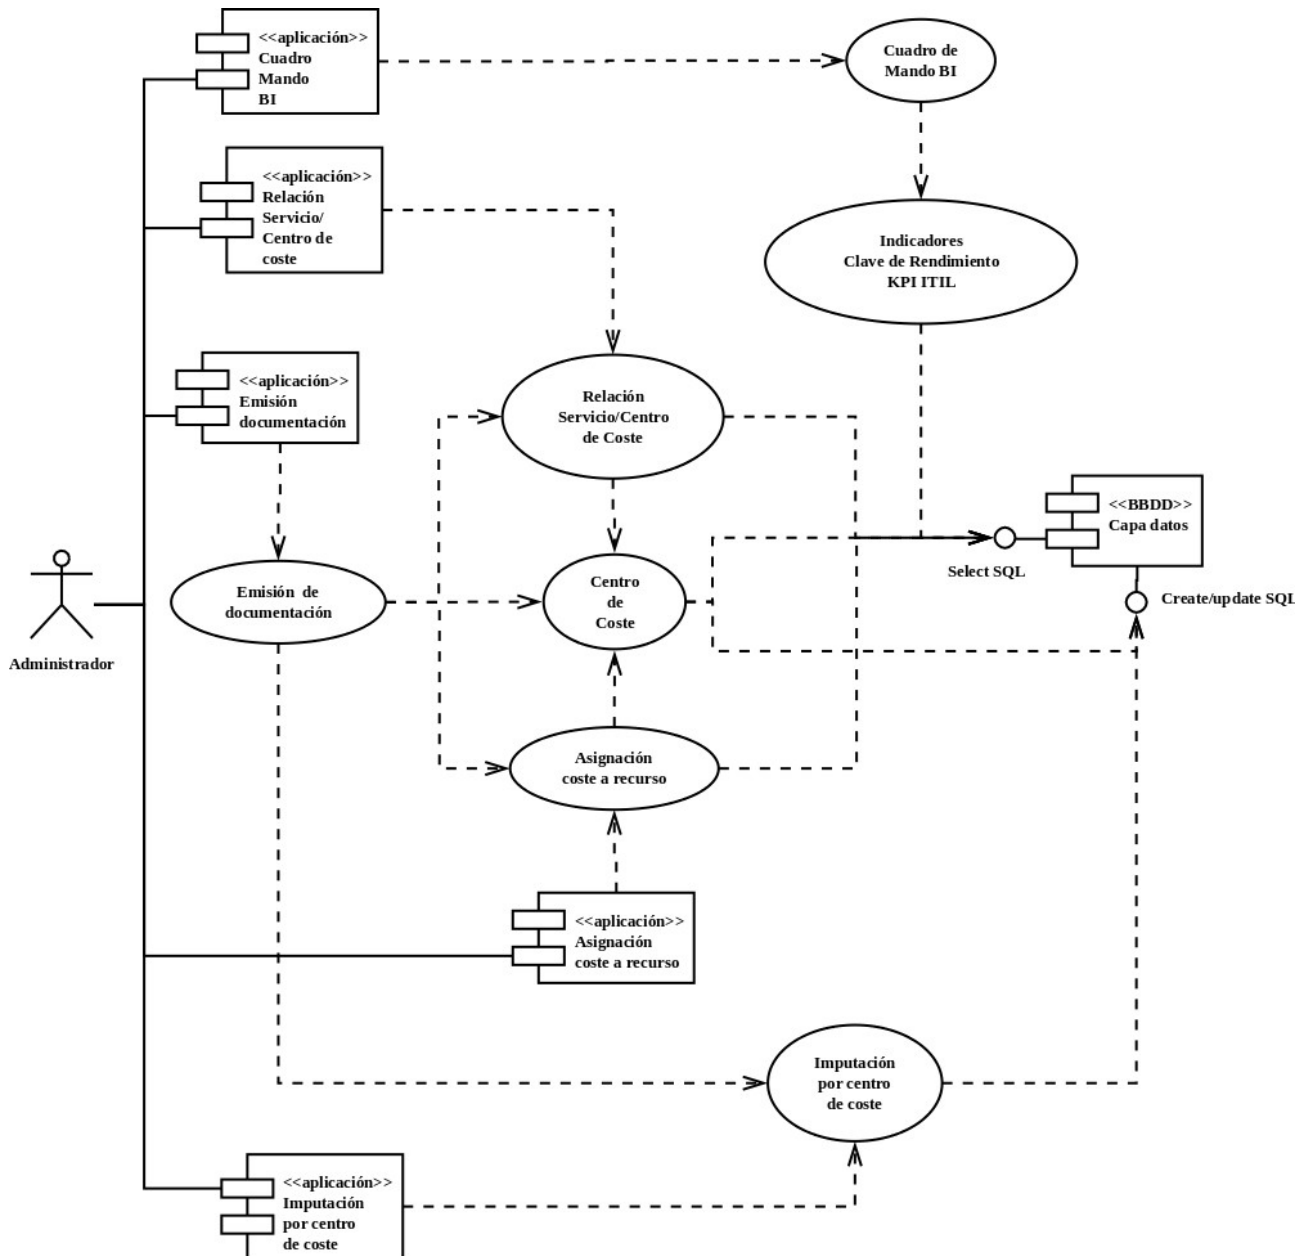 <<aplicación>>
Cuadro
Mando
BI
Cuadro de
Mando BI
<<aplicación>>
Relación
Servicio/
Centro de
coste
Indicadores
Clave de Rendimiento
KPI ITIL
<<aplicación>>
Emisión
documentación
Relación
Servicio/Centro
de Coste
<<BBDD>>
Capa datos
Select SQL
Create/update SQL
Emisión de
documentación
Centro
de
Coste
Administrador
Asignación
coste a recurso
<<aplicación>>
Asignación
coste a recurso
Imputación
por centro
de coste
<<aplicación>>
Imputación
por centro
de coste